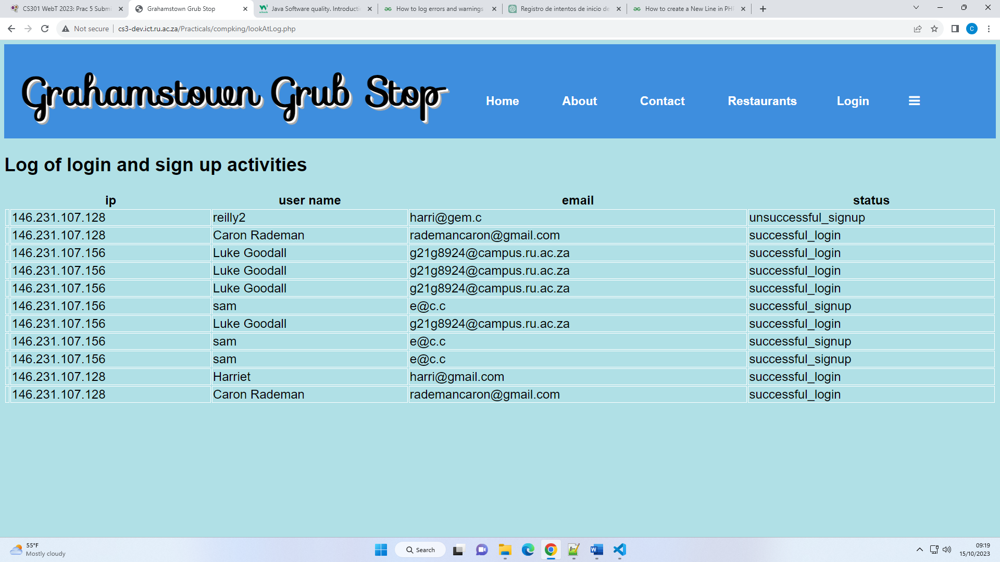 CS301 WebT 2023: Prac 5 Submi
Grahamstown Grub Stop
Java Software quality. Introducti
How to log errors and warnings
Registro de intentos de inicio de
How to create a New Line in PHP
Not secure
cs3-dev.ict.ru.ac.za/Practicals/compking/lookAtLog.php
C
Grahamstown Grub Stop
Home About Contact Restaurants Login
Log of login and sign up activities
ip user name email status
146.231.107.128 reilly2 harri@gem.c unsuccessful_signup
146.231.107.128 Caron Rademan rademancaron@gmail.com successful_login
146.231.107.156 Luke Goodall g21g8924@campus.ru.ac.za successful_login
146.231.107.156 Luke Goodall g21g8924@campus.ru.ac.za successful_login
146.231.107.156 Luke Goodall g21g8924@campus.ru.ac.za successful_login
146.231.107.156 sam e@c.c successful_signup
146.231.107.156 Luke Goodall g21g8924@campus.ru.ac.za successful_login
146.231.107.156 sam e@c.c successful_signup
146.231.107.156 sam e@c.c successful_signup
146.231.107.128 Harriet harri@gmail.com successful_login
146.231.107.128 Caron Rademan rademancaron@gmail.com successful_login
55°F
Mostly cloudy
Search
09:19
15/10/2023